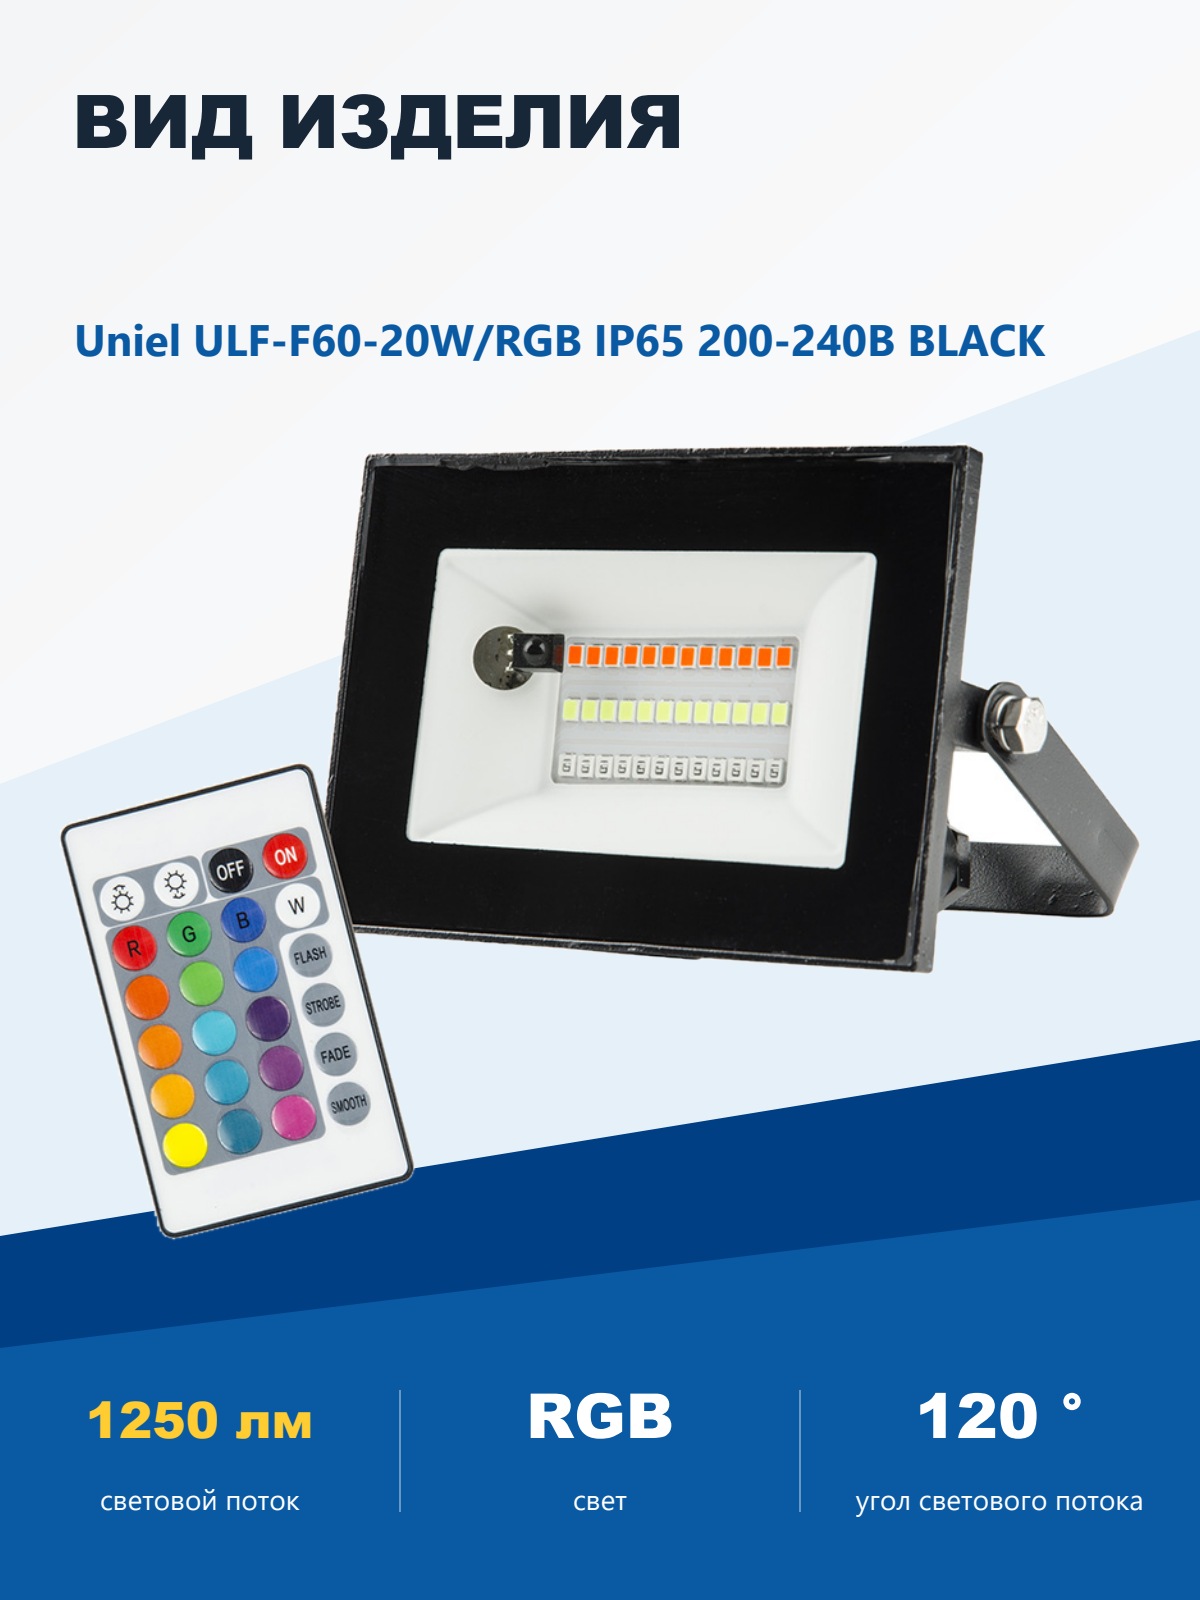 ВИД ИЗДЕЛИЯ
Uniel ULF-F60-20W/RGB IP65 200-240В BLACK
OFF ON
R G B W
FLASH
STROBE
FADE
SMOOTH
1250 лм
световой поток
RGB
свет
120 °
угол светового потока